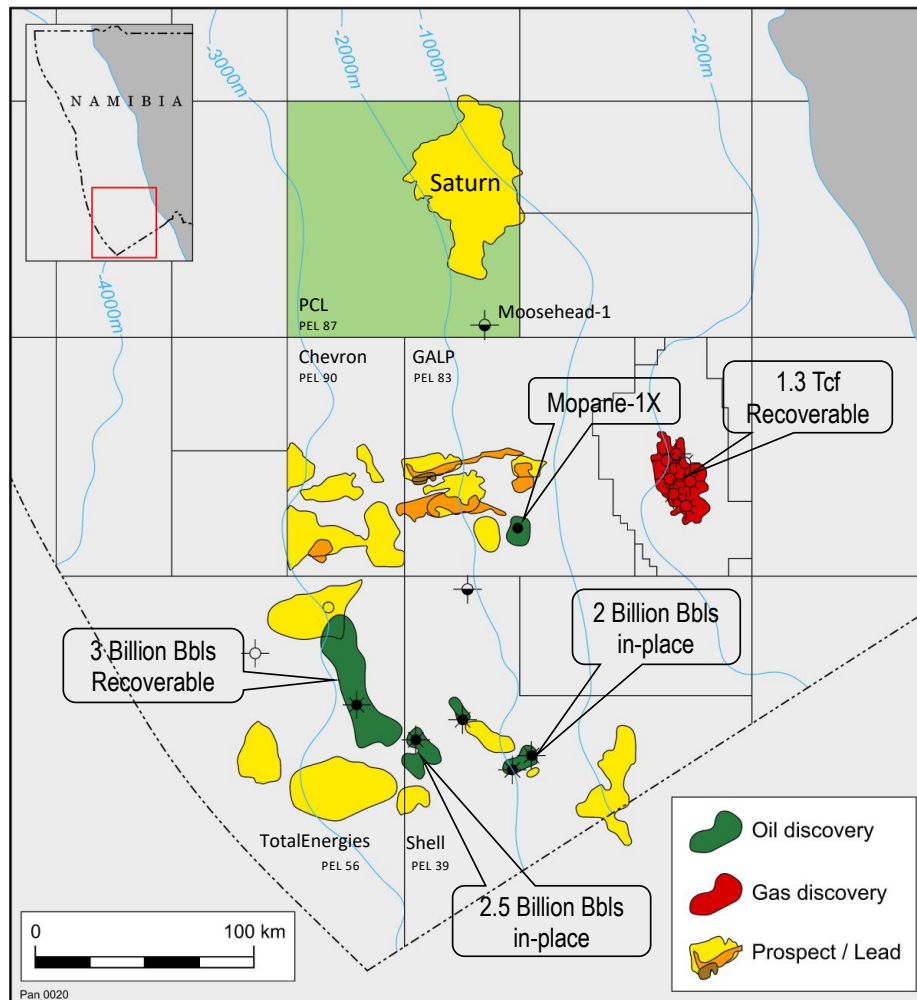 -3000m
-2000m
-1000m
-200m
NAMIBIA
Saturn
-4000m
PCL
PEL 87
Moosehead-1
Chevron
PEL 90
GALP
PEL 83
Mopane-1X
1.3 Tcf
Recoverable
2 Billion Bbls
in-place
3 Billion Bbls
Recoverable
TotalEnergies
PEL 56
Shell
PEL 39
2.5 Billion Bbls
in-place
Oil discovery
Gas discovery
Prospect / Lead
0 100 km
Pan 0020